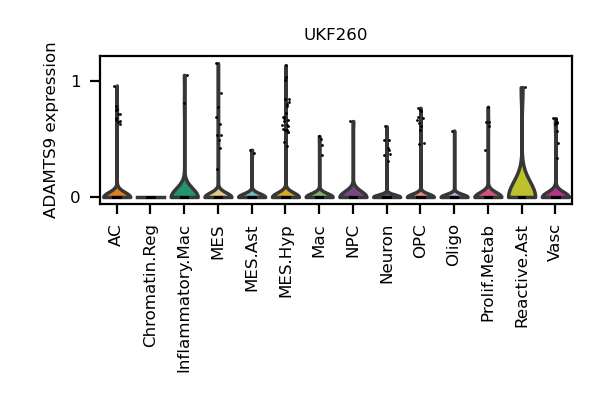 UKF260
ADAMTS9 expression
1
0
AC
Chromatin.Reg
Inflammatory.Mac
MES
MES.Ast
MES.Hyp
Mac
NPC
Neuron
OPC
Oligo
Prolif.Metab
Reactive.Ast
Vasc